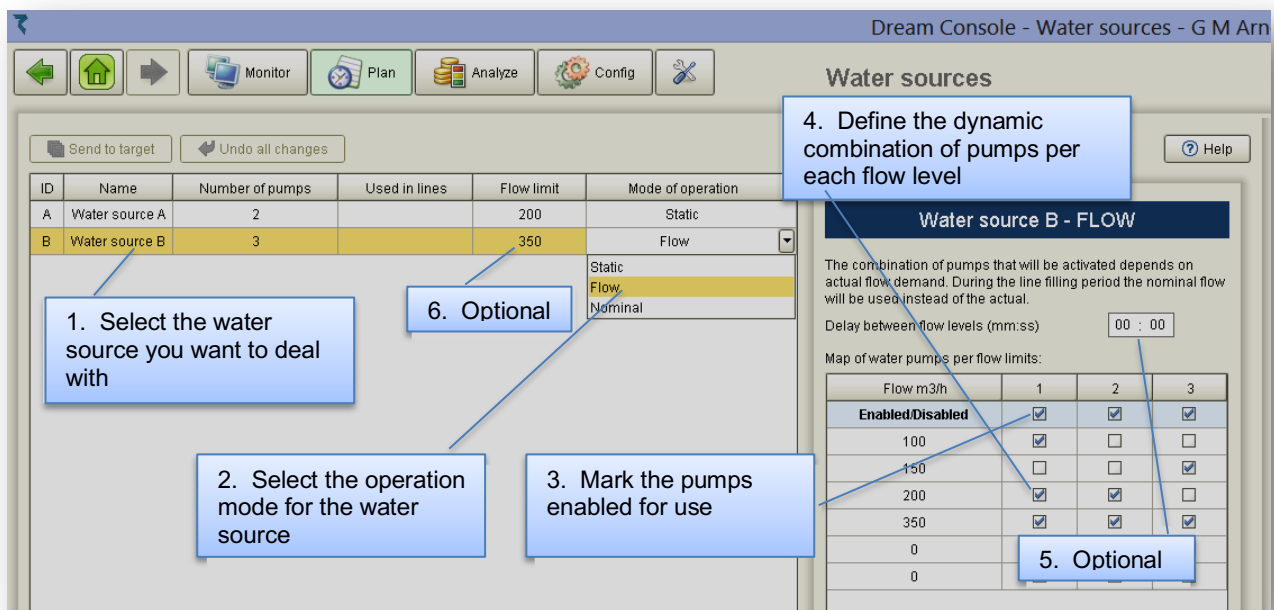 Dream Console - Water sources - G M Arn
Monitor
Plan
Analyze
Config
Water sources
Send to target
Undo all changes
Help
ID Name Number of pumps Used in lines Flow limit Mode of operation
A Water source A 2 200 Static
B Water source B 3 350 Flow
Static
Flow
Nominal
1. Select the water
source you want to deal
with
6. Optional
2. Select the operation
mode for the water
source
3. Mark the pumps
enabled for use
4. Define the dynamic
combination of pumps per
each flow level
Water source B - FLOW
The combination of pumps that will be activated depends on
actual flow demand. During the line filling period the nominal flow
will be used instead of the actual.
Delay between flow levels (mm:ss) 00 : 00
Map of water pumps per flow limits:
Flow m3/h 1 2 3
Enabled/Disabled
100
150
200
350
0
0
5. Optional